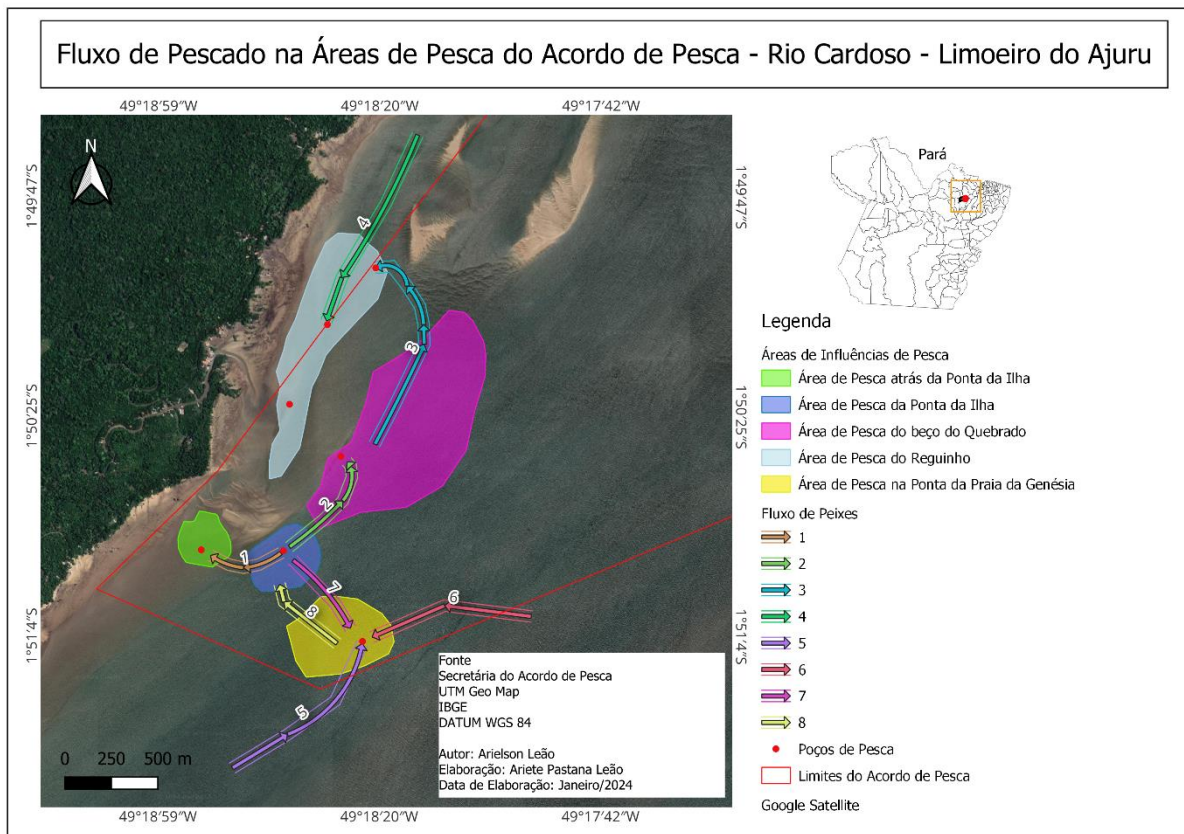 Fluxo de Pescado na Áreas de Pesca do Acordo de Pesca - Rio Cardoso - Limoeiro do Ajuru
49°18′59″W
49°18′20″W
49°17′42″W
N
1°49′47″S
1°49′47″S
1°50′25″S
1°50′25″S
1°51′4″S
1°51′4″S
4
3
2
1
7
8
6
5
0 250 500 m
49°18′59″W
49°18′20″W
49°17′42″W
Fonte
Secretária do Acordo de Pesca
UTM Geo Map
IBGE
DATUM WGS 84
Autor: Arielson Leão
Elaboração: Ariete Pastana Leão
Data de Elaboração: Janeiro/2024
Pará
Legenda
Áreas de Influências de Pesca
Área de Pesca atrás da Ponta da Ilha
Área de Pesca da Ponta da Ilha
Área de Pesca do beço do Quebrado
Área de Pesca do Reguinho
Área de Pesca na Ponta da Praia da Genésia
Fluxo de Peixes
1
2
3
4
5
6
7
8
Poços de Pesca
Limites do Acordo de Pesca
Google Satellite